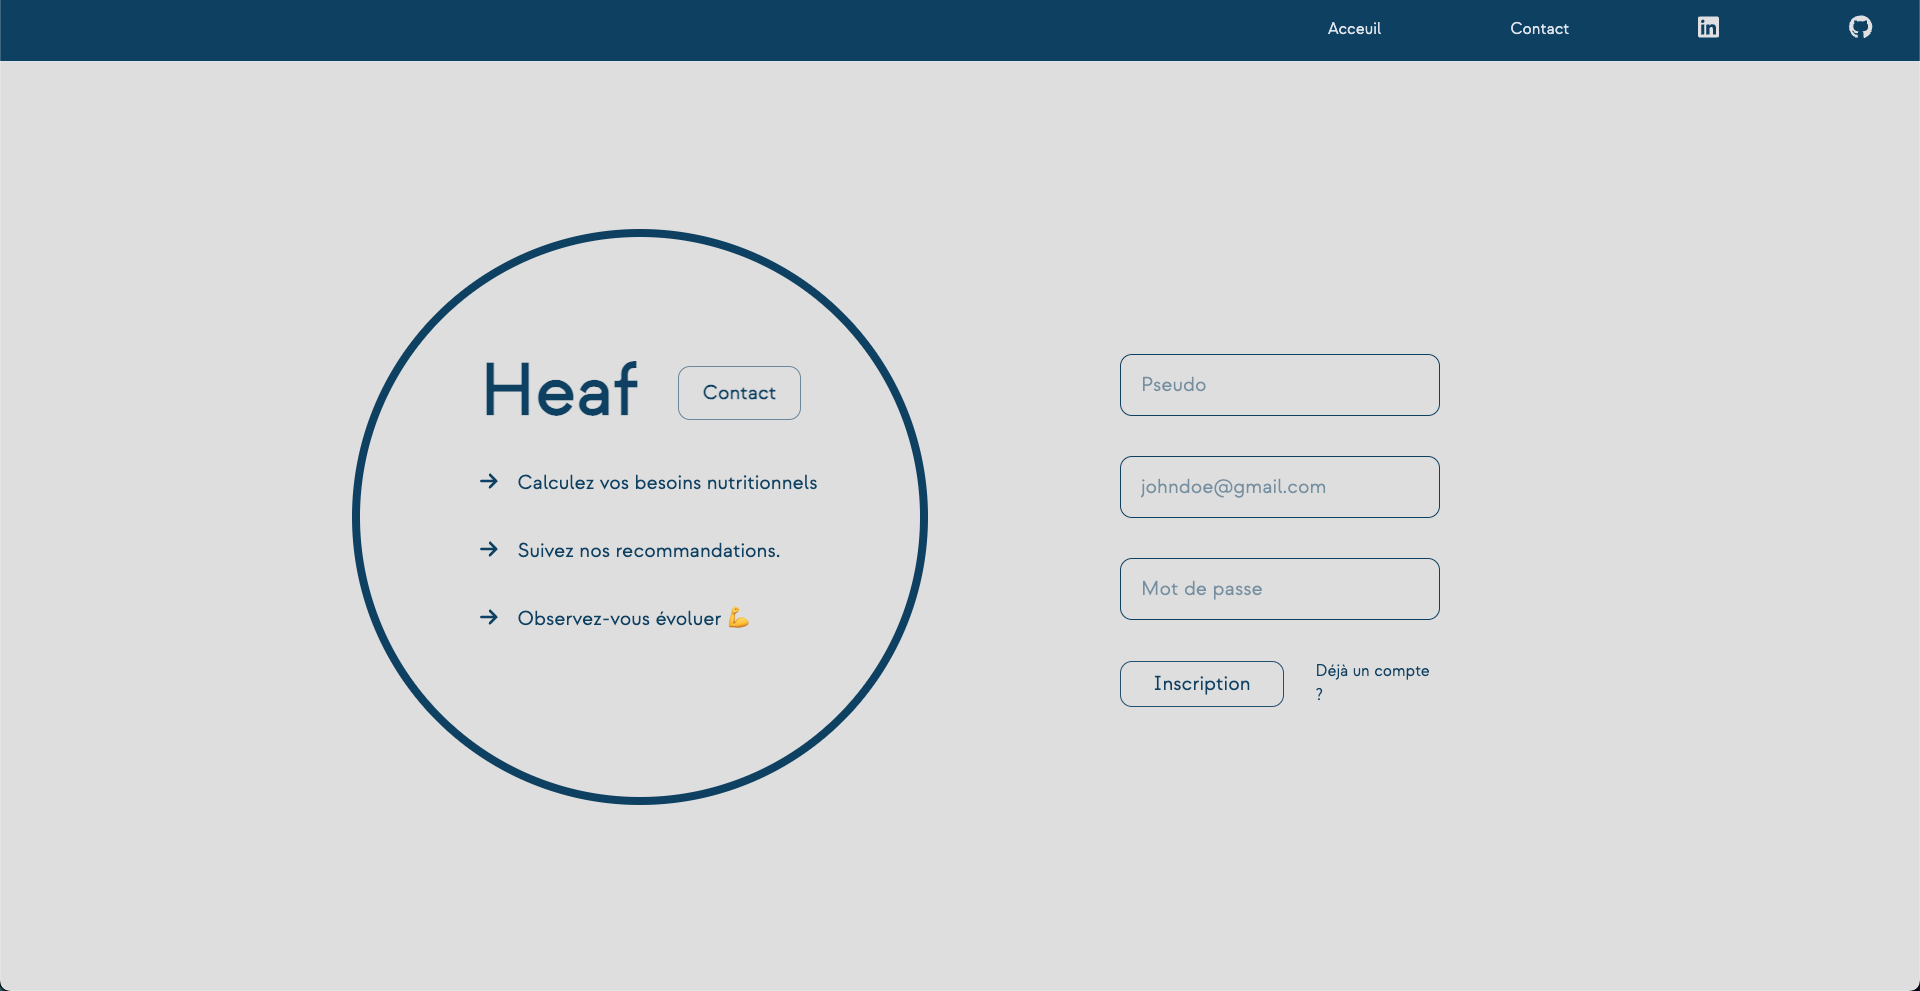 Acceuil
Contact
Heaf
Contact
→ Calculez vos besoins nutritionnels
→ Suivez nos recommandations.
→ Observez-vous évoluer 💪
Pseudo
johndoe@gmail.com
Mot de passe
Inscription
Déjà un compte
?